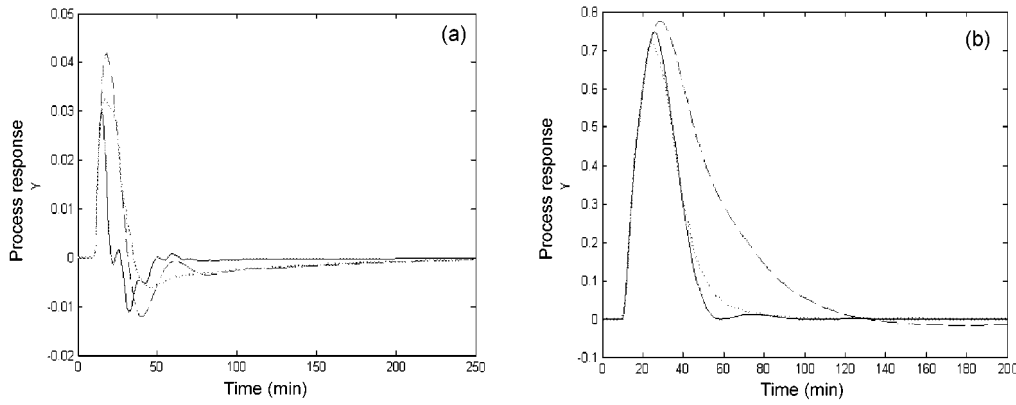 0.05
0.04
0.03
0.02
0.01
0
-0.01
-0.02
0 50 100 150 200 250
Process response
Y
Time (min)
(a)
0.8
0.7
0.6
0.5
0.4
0.3
0.2
0.1
0
-0.1
0 20 40 60 80 100 120 140 160 180 200
Process response
Y
Time (min)
(b)